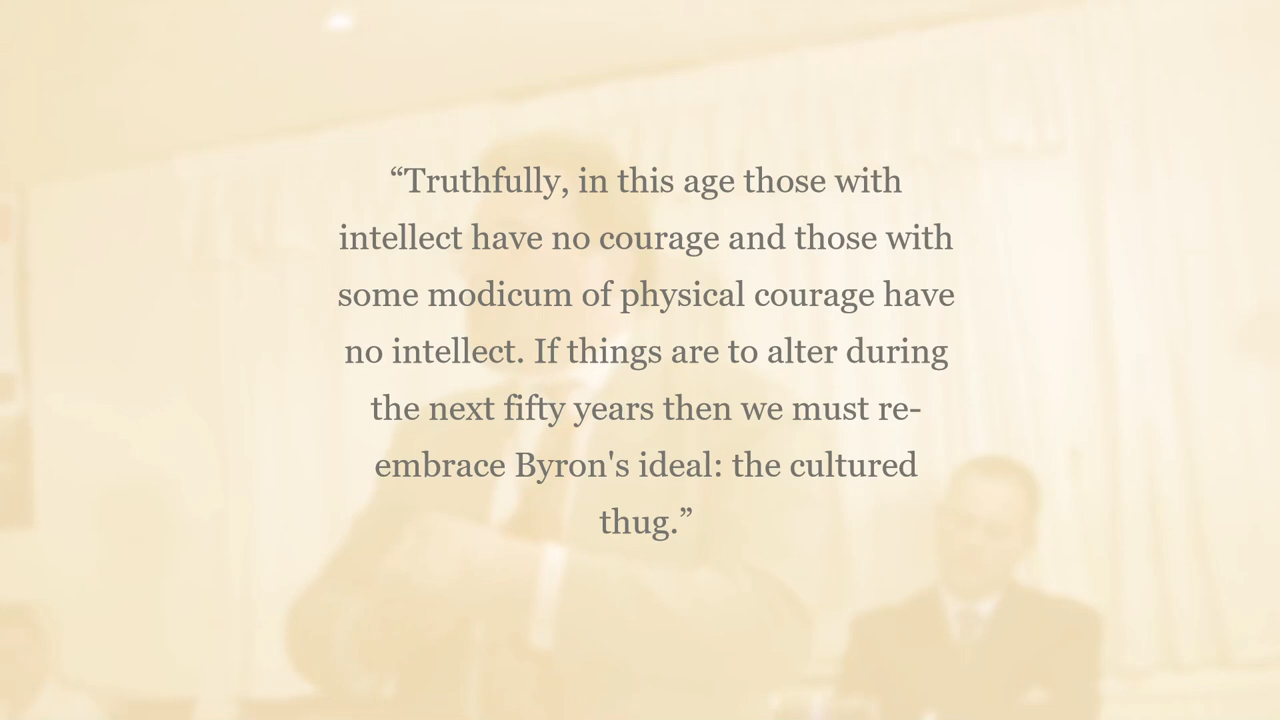 “Truthfully, in this age those with
intellect have no courage and those with
some modicum of physical courage have
no intellect. If things are to alter during
the next fifty years then we must re-
embrace Byron's ideal: the cultured
thug.”